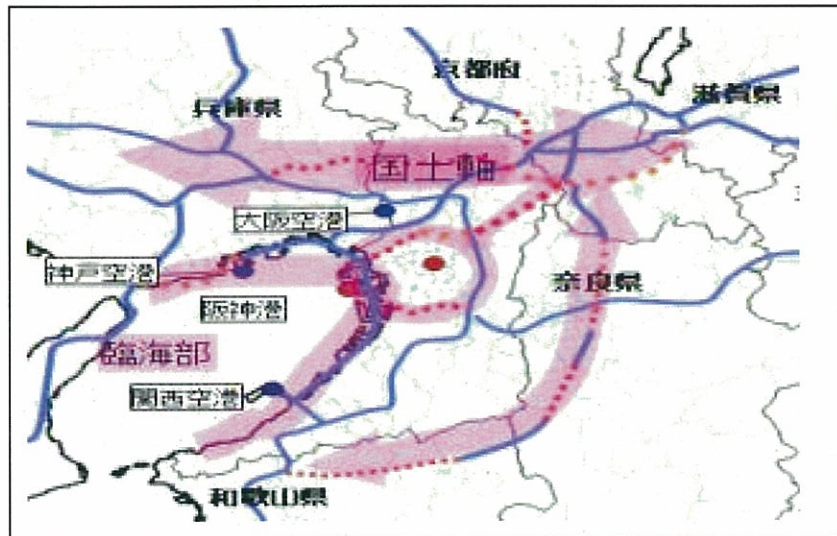 京都府
滋賀県
兵庫県
国土軸
大阪空港
神戸空港
奈良県
阪神港
臨海部
関西空港
和歌山県